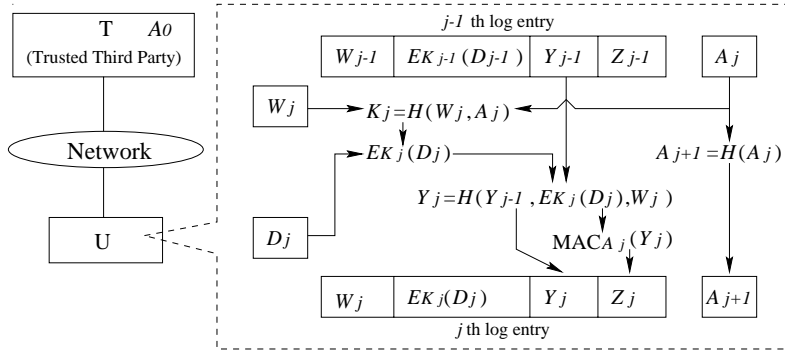 T A0
(Trusted Third Party)
Network
U
j-1 th log entry
Wj-1 EKj-1(Dj-1) Yj-1 Zj-1 Aj
Wj Kj=H(Wj,Aj)
EKj(Dj) Aj+1=H(Aj)
Yj=H(Yj-1,EKj(Dj),Wj)
Dj MACAj(Yj)
Wj EKj(Dj) Yj Zj Aj+1
j th log entry